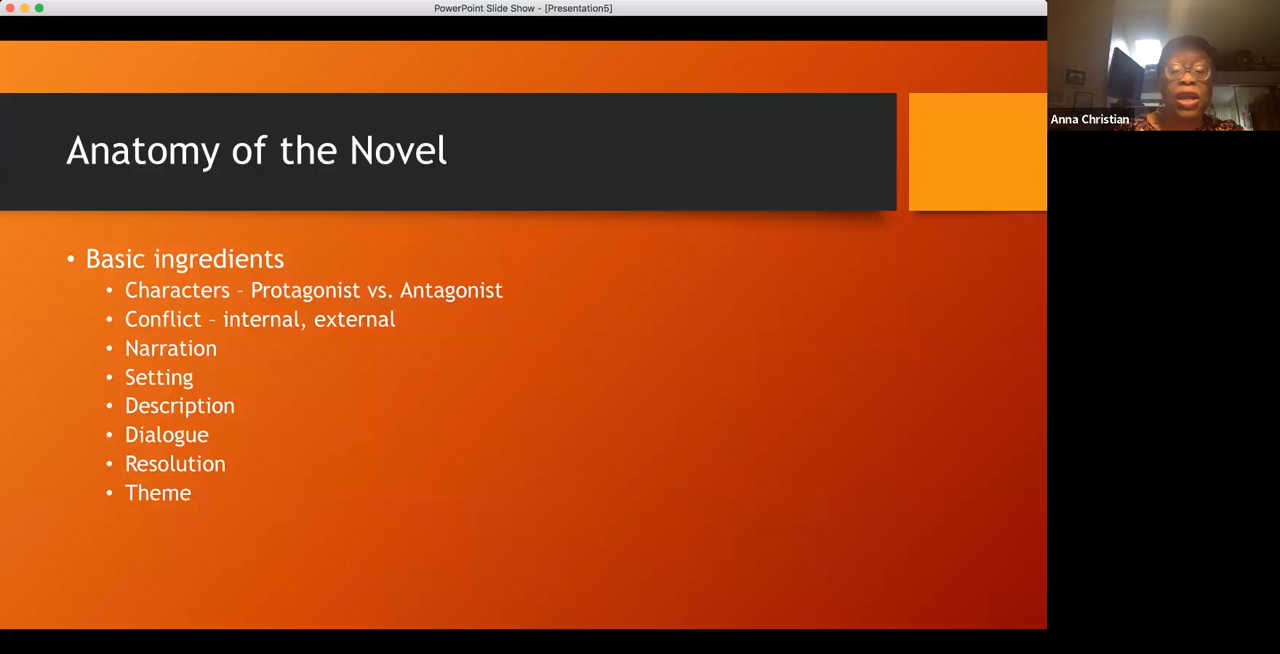 PowerPoint Slide Show - [Presentation5]
Anatomy of the Novel
• Basic ingredients
• Characters – Protagonist vs. Antagonist
• Conflict – internal, external
• Narration
• Setting
• Description
• Dialogue
• Resolution
• Theme
Anna Christian